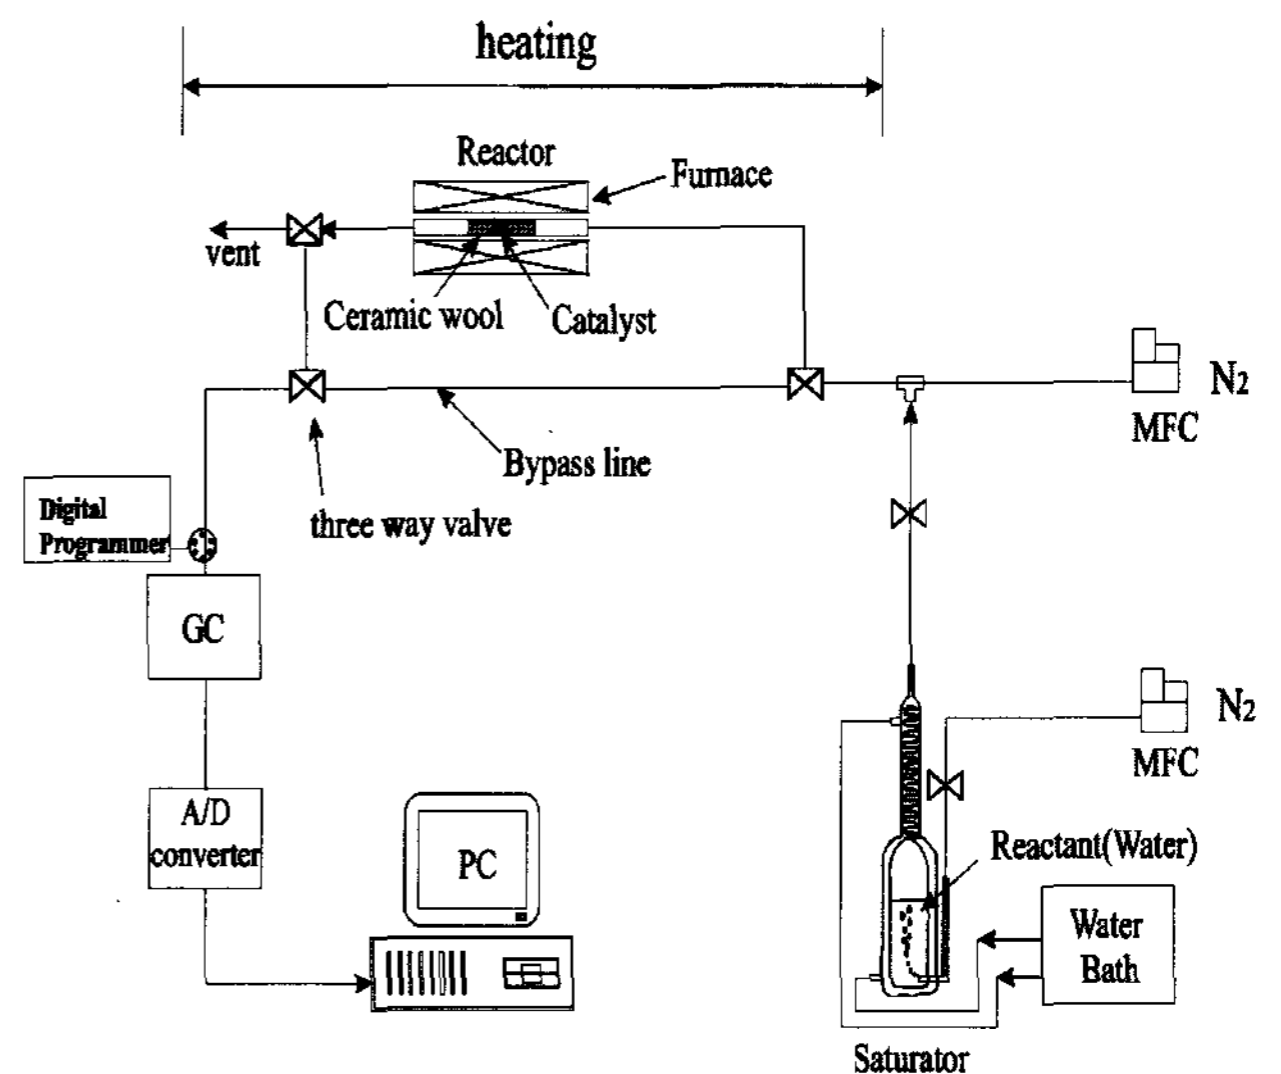 heating
Reactor
Furnace
vent
Ceramic wool
Catalyst
N2
MFC
Bypass line
three way valve
Digital
Programmer
GC
N2
MFC
A/D
converter
PC
Reactant(Water)
Water
Bath
Saturator